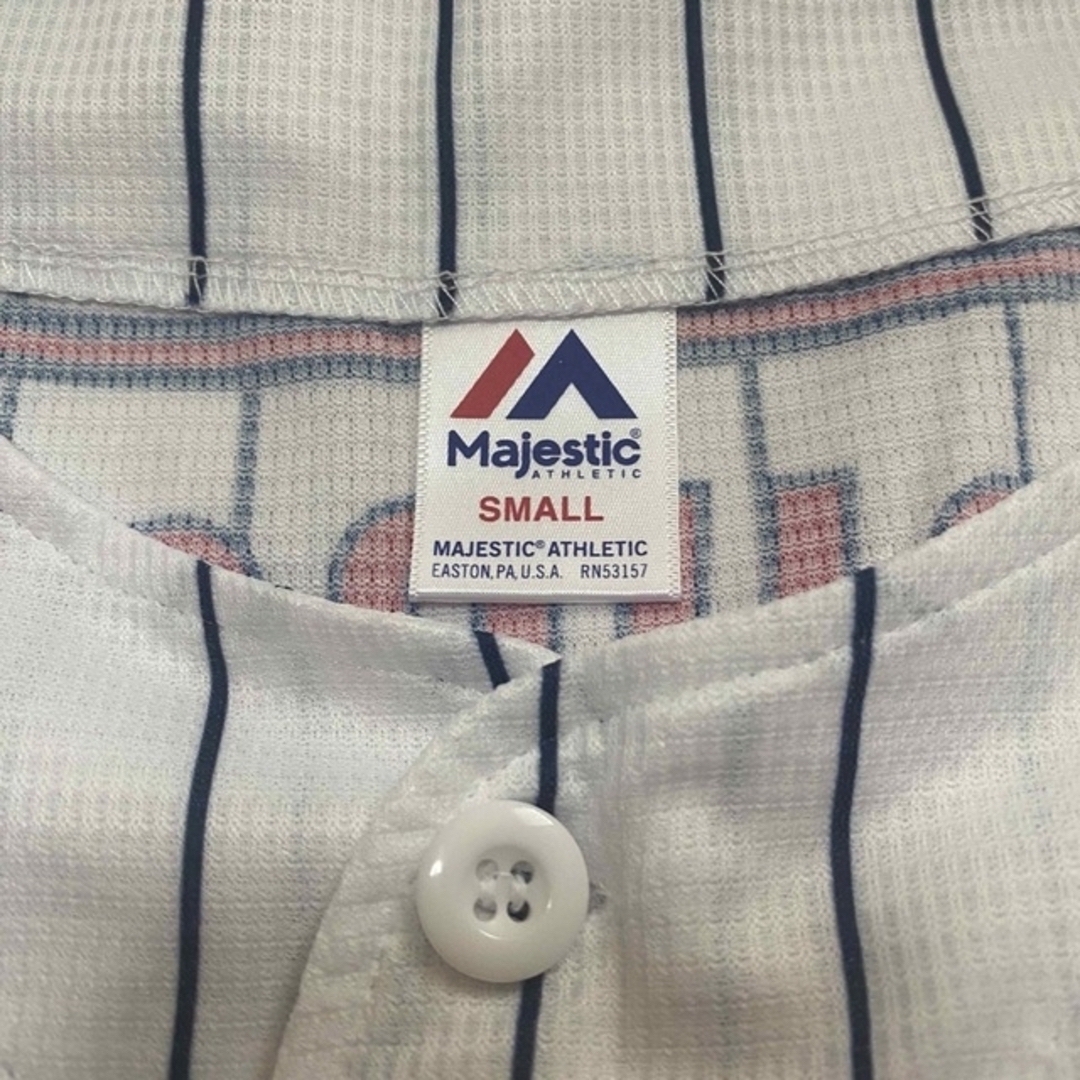 Majestic®
ATHLETIC
SMALL
MAJESTIC® ATHLETIC
EASTON, PA, U.S.A. RN53157